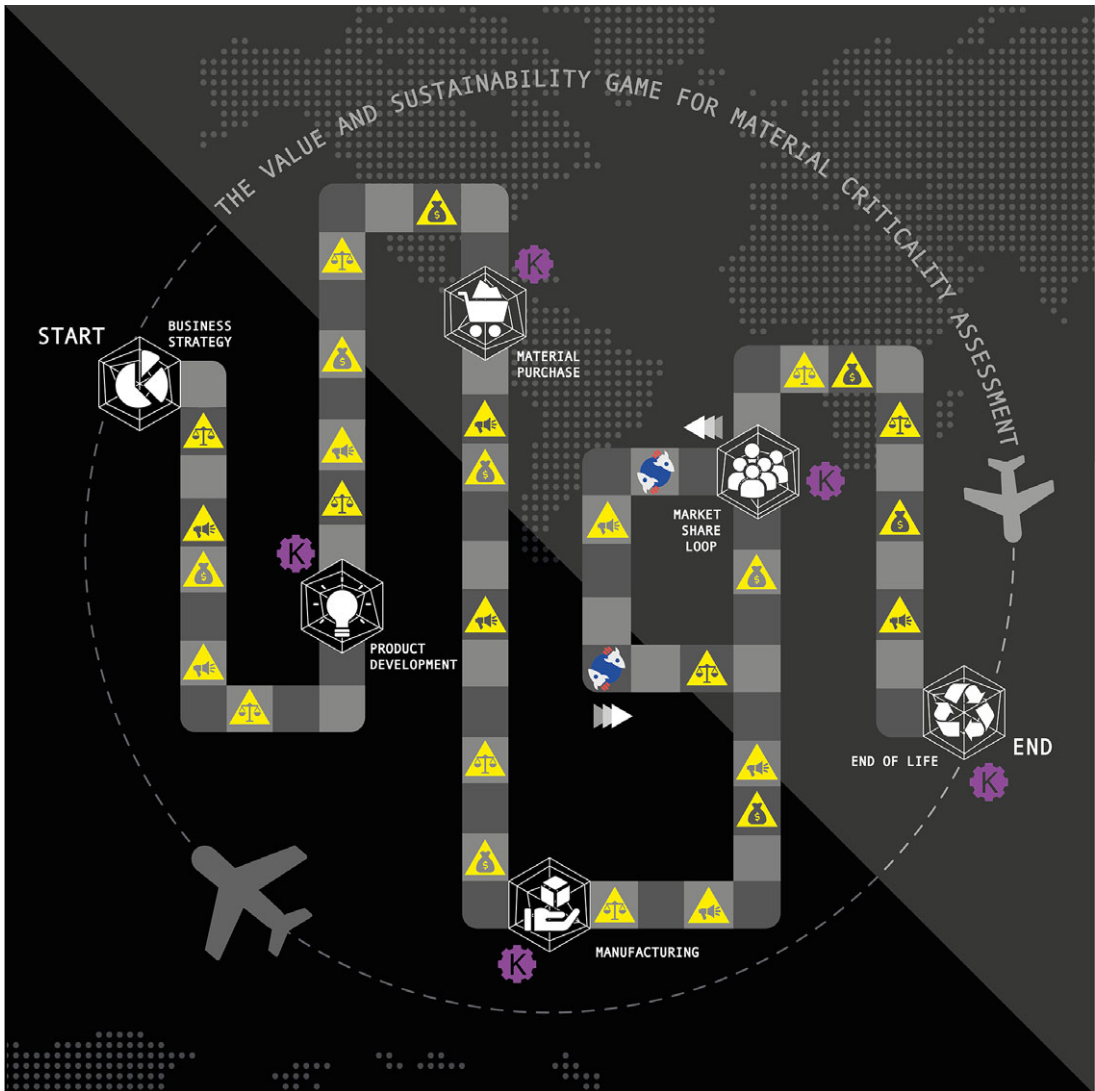 THE VALUE AND SUSTAINABILITY GAME FOR MATERIAL CRITICALITY ASSESSMENT
K
START
BUSINESS
STRATEGY
MATERIAL
PURCHASE
$
$
$
$
$
$
$
$
$
K
MARKET
SHARE
LOOP
K
PRODUCT
DEVELOPMENT
END
END OF LIFE
K
MANUFACTURING
K